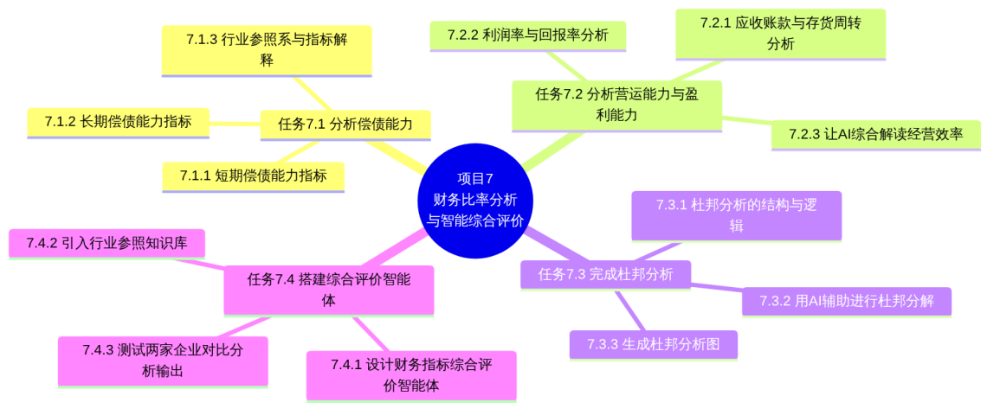 项目7
财务比率分析
与智能综合评价
任务7.1 分析偿债能力
7.1.1 短期偿债能力指标
7.1.2 长期偿债能力指标
7.1.3 行业参照系与指标解
释
任务7.2 分析营运能力与盈
利能力
7.2.1 应收账款与存货周转
分析
7.2.2 利润率与回报率分析
7.2.3 让AI综合解读经营效率
任务7.3 完成杜邦分析
7.3.1 杜邦分析的结构与逻
辑
7.3.2 用AI辅助进行杜邦分解
7.3.3 生成杜邦分析图
任务7.4 搭建综合评价智能
体
7.4.1 设计财务指标综合评
价智能体
7.4.2 引入行业参照知识库
7.4.3 测试两家企业对比分
析输出